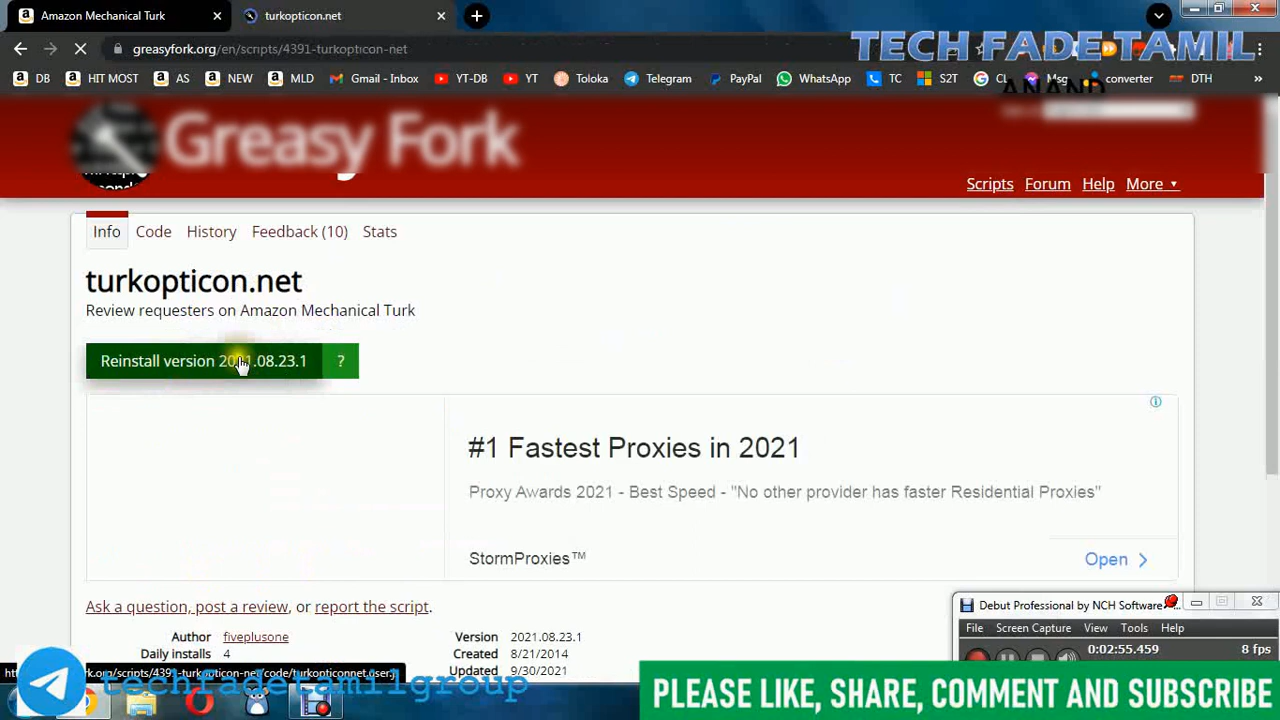 Amazon Mechanical Turk
turkopticon.net
greasyfork.org/en/scripts/4391-turkopticon-net
TECH FADE TAMIL
ANAND
DB HIT MOST AS NEW MLD Gmail - Inbox YT-DB YT Toloka Telegram PayPal WhatsApp TC S2T Msg converter DTH »
Greasy Fork
Scripts Forum Help More ▼
Info Code History Feedback (10) Stats
turkopticon.net
Review requesters on Amazon Mechanical Turk
Reinstall version 2021.08.23.1 ?
#1 Fastest Proxies in 2021
Proxy Awards 2021 - Best Speed - "No other provider has faster Residential Proxies"
StormProxies™
Open
Ask a question, post a review, or report the script.
Author fiveplusone
Daily installs 4
Version 2021.08.23.1
Created 8/21/2014
Updated 9/30/2021
Debut Professional by NCH Software
File Screen Capture View Tools Help
0:02:55.459 8 fps
techfadetamilgroup
PLEASE LIKE, SHARE, COMMENT AND SUBSCRIBE